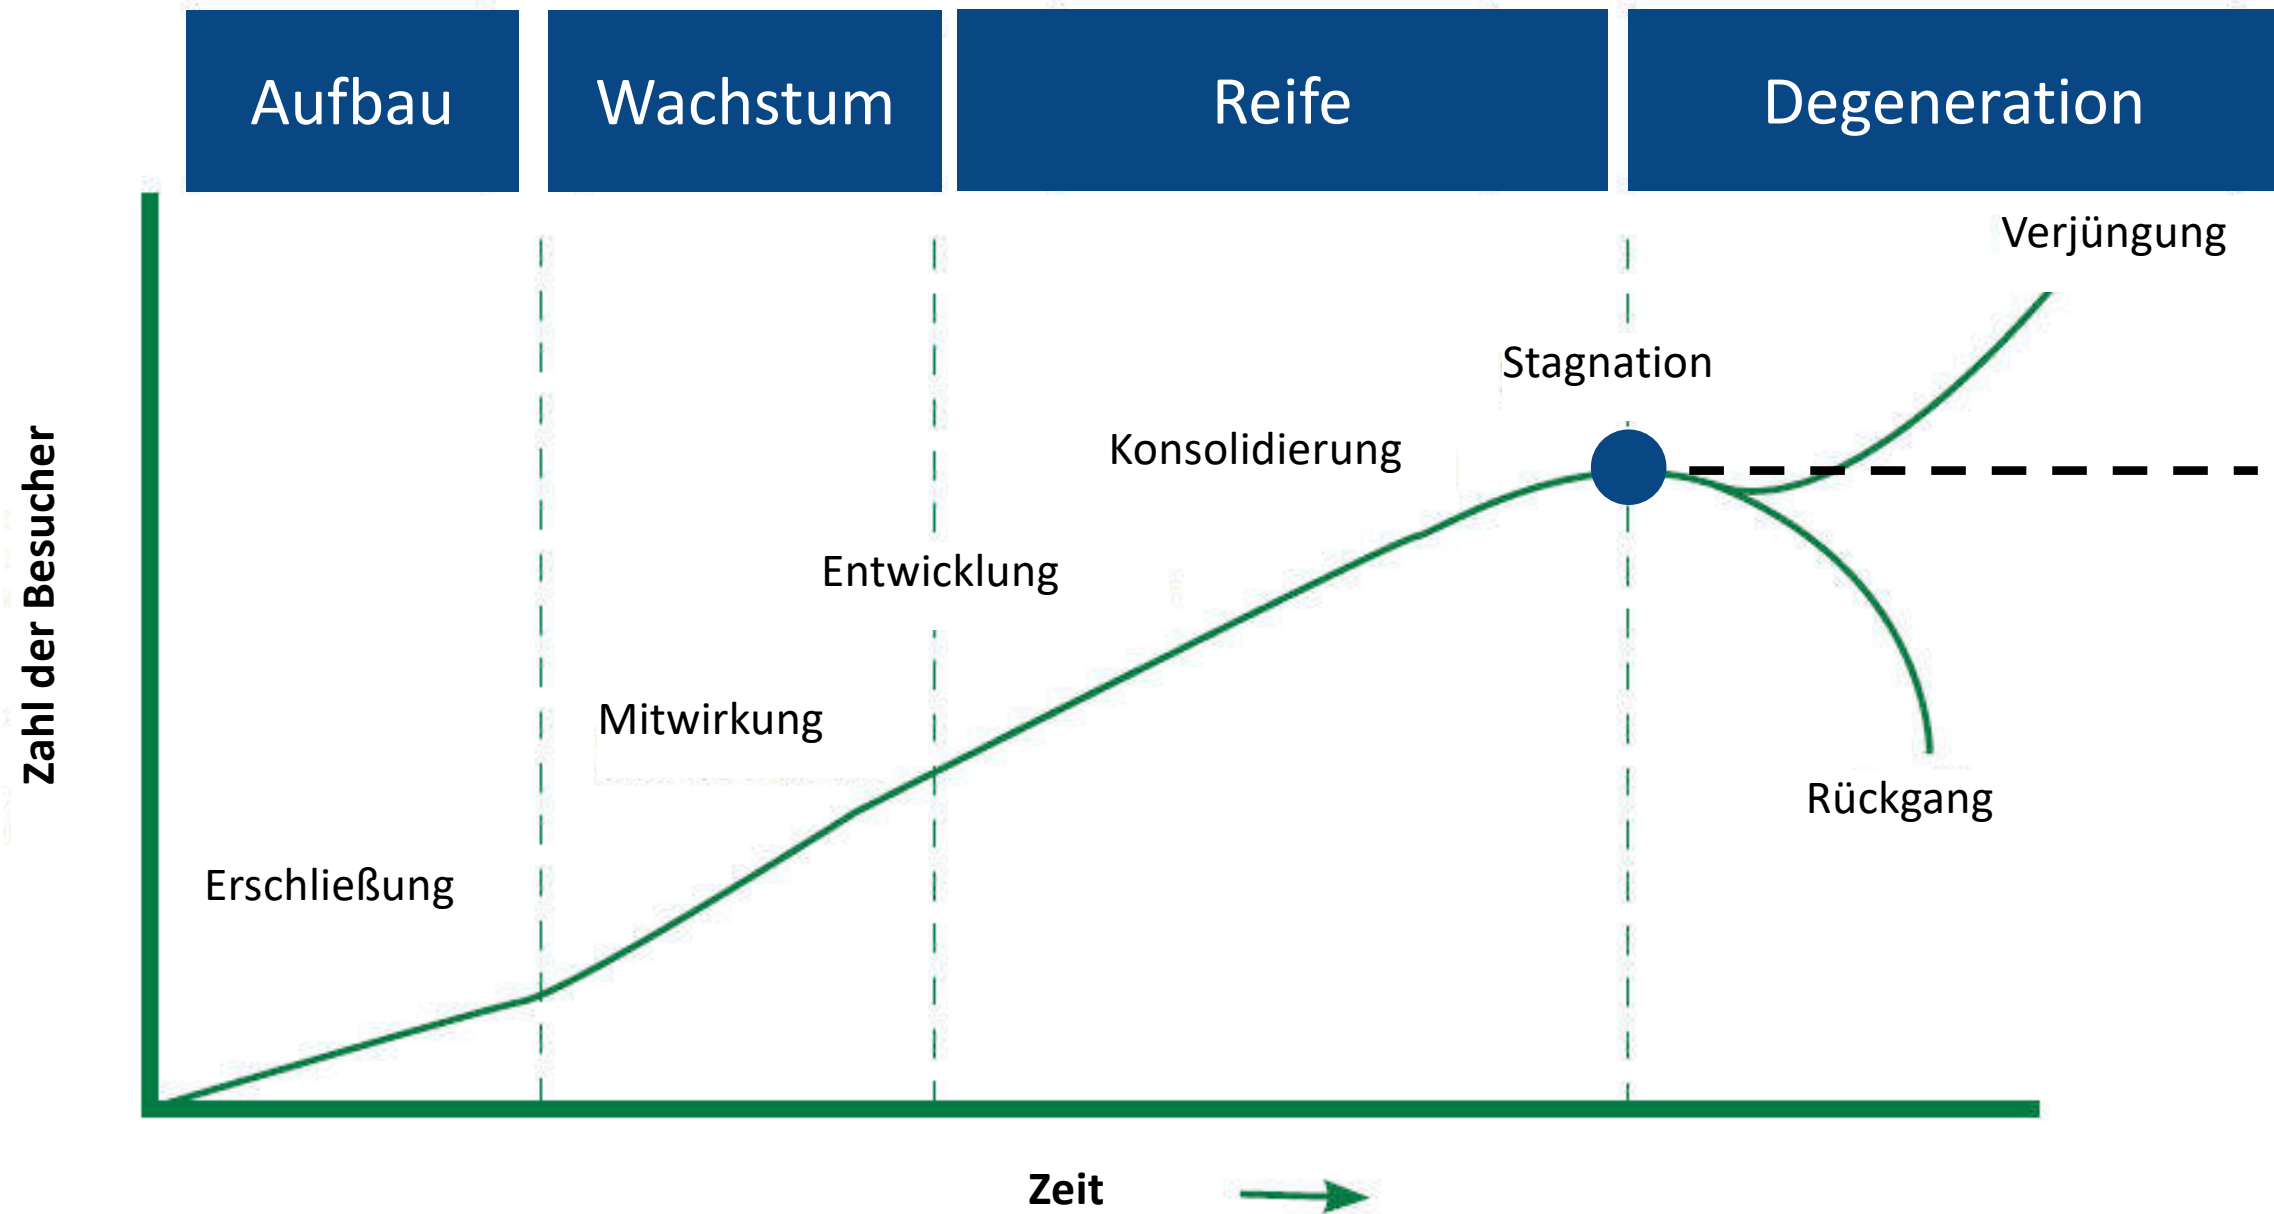 Aufbau
Wachstum
Reife
Degeneration
Verjüngung
Stagnation
Konsolidierung
Entwicklung
Mitwirkung
Rückgang
Erschließung
Zahl der Besucher
Zeit